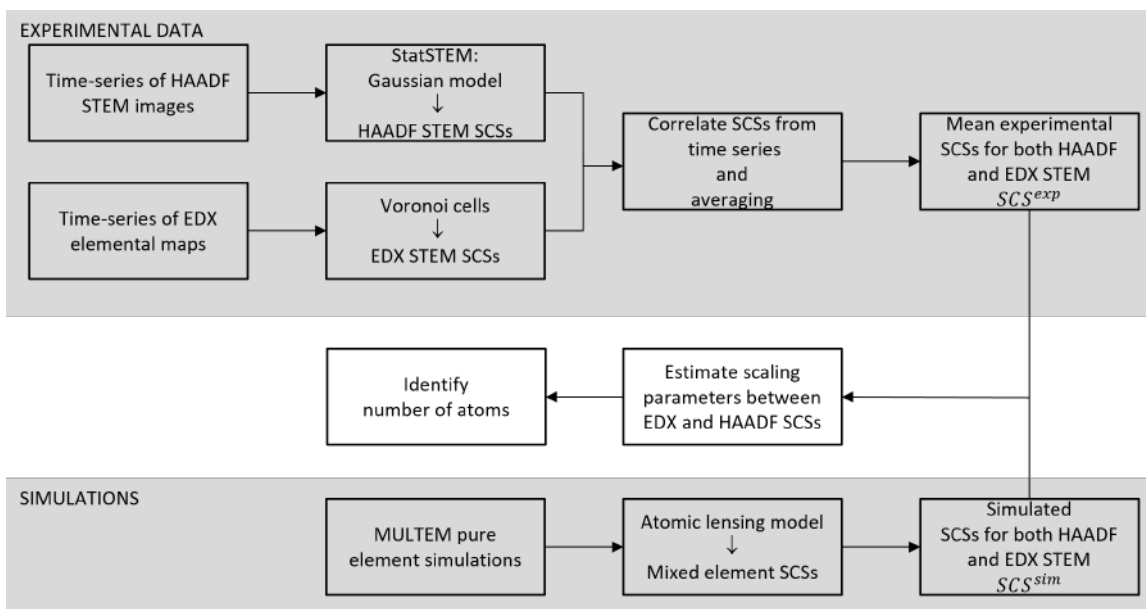 EXPERIMENTAL DATA
Time-series of HAADF
STEM images
StatSTEM:
Gaussian model
↓
HAADF STEM SCSs
Time-series of EDX
elemental maps
Voronoi cells
↓
EDX STEM SCSs
Correlate SCSs from
time series
and
averaging
Mean experimental
SCSs for both HAADF
and EDX STEM
SCS^{exp}
Identify
number of atoms
Estimate scaling
parameters between
EDX and HAADF SCSs
SIMULATIONS
MULTEM pure
element simulations
Atomic lensing model
↓
Mixed element SCSs
Simulated
SCSs for both HAADF
and EDX STEM
SCS^{sim}